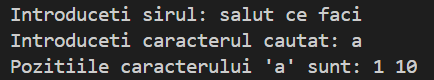 Introduceti sirul: salut ce faci
Introduceti caracterul cautat: a
Pozitiile caracterului 'a' sunt: 1 10